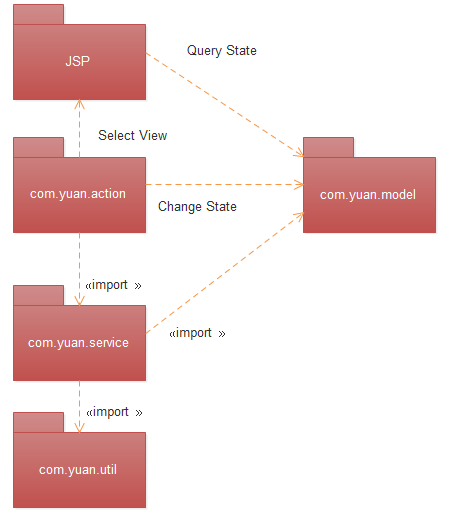 Query State
JSP
Select View
com.yuan.action
com.yuan.model
Change State
«import »
com.yuan.service
«import »
«import »
com.yuan.util